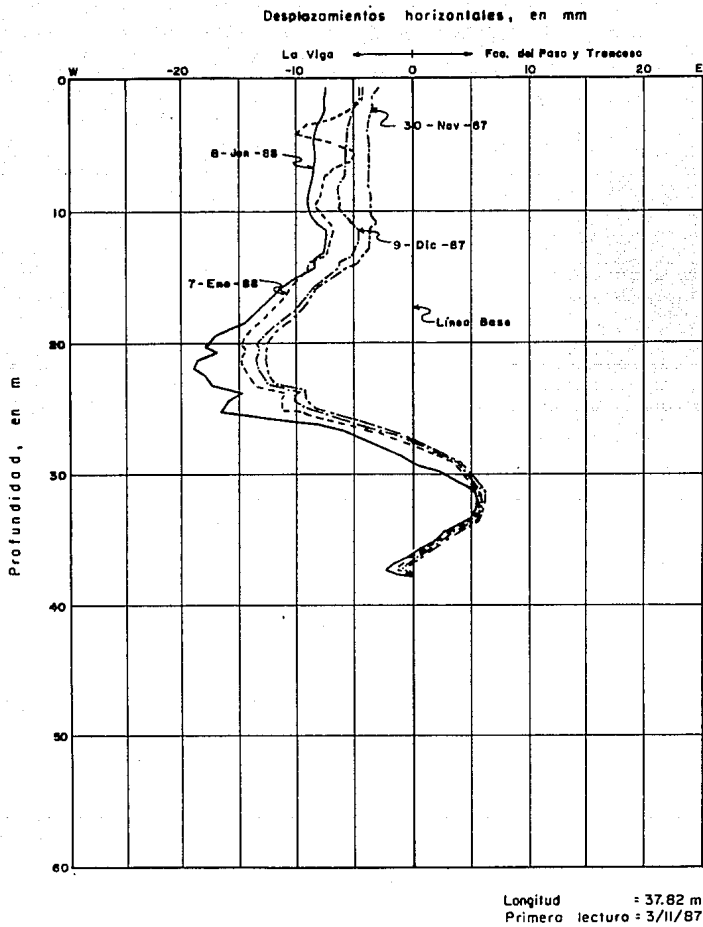 Desplazamientos horizontales, en mm
La Viga Fco. del Paso y Troncoso
W -20 -10 0 10 20 E
0
30-Nov-87
8-Jun-88
10
9-Dic-87
7-Ene-88
Línea Base
20
30
40
50
60
Profundidad, en m
Longitud = 37.82 m
Primera lectura = 3/11/87